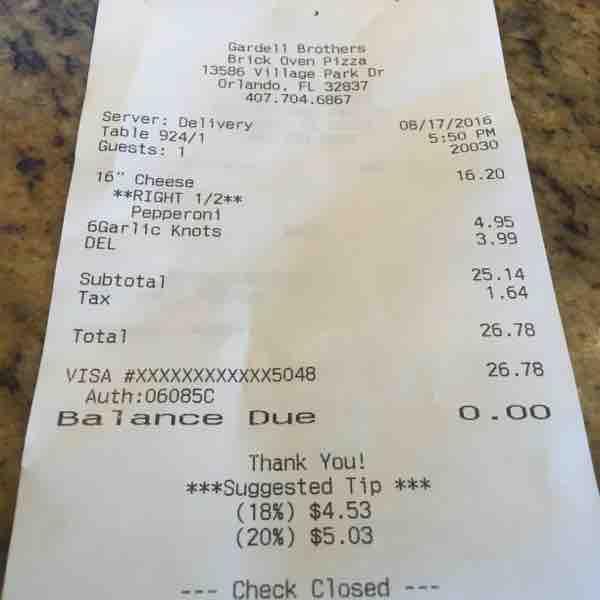 Gardell Brothers
Brick Oven Pizza
13586 Village Park Dr
Orlando, FL 32837
407.704.6867
Server: Delivery 08/17/2016
Table 924/1 5:50 PM
Guests: 1 20030
16" Cheese 16.20
**RIGHT 1/2**
Pepperoni
6Garlic Knots 4.95
DEL 3.99
Subtotal 25.14
Tax 1.64
Total 26.78
VISA #XXXXXXXXXXXX5048 26.78
Auth:06085C
Balance Due 0.00
Thank You!
***Suggested Tip ***
(18%) $4.53
(20%) $5.03
--- Check Closed ---